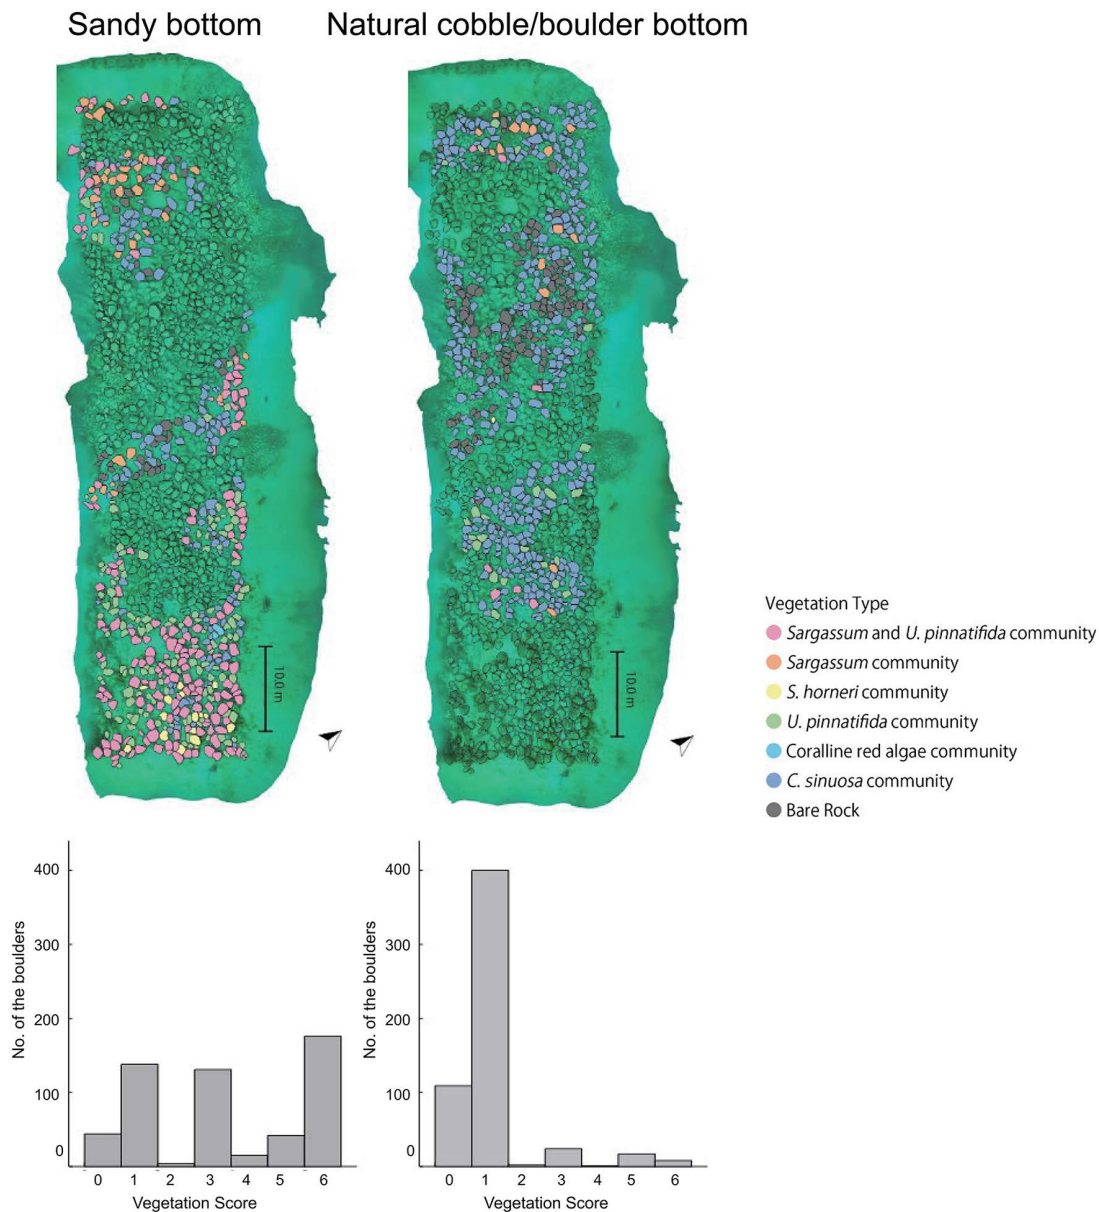 Sandy bottom
Natural cobble/boulder bottom
10.0 m
10.0 m
Vegetation Type
Sargassum and U. pinnatifida community
Sargassum community
S. horneri community
U. pinnatifida community
Coralline red algae community
C. sinuosa community
Bare Rock
No. of the boulders
400
300
200
100
0
0 1 2 3 4 5 6
Vegetation Score
No. of the boulders
400
300
200
100
0
0 1 2 3 4 5 6
Vegetation Score